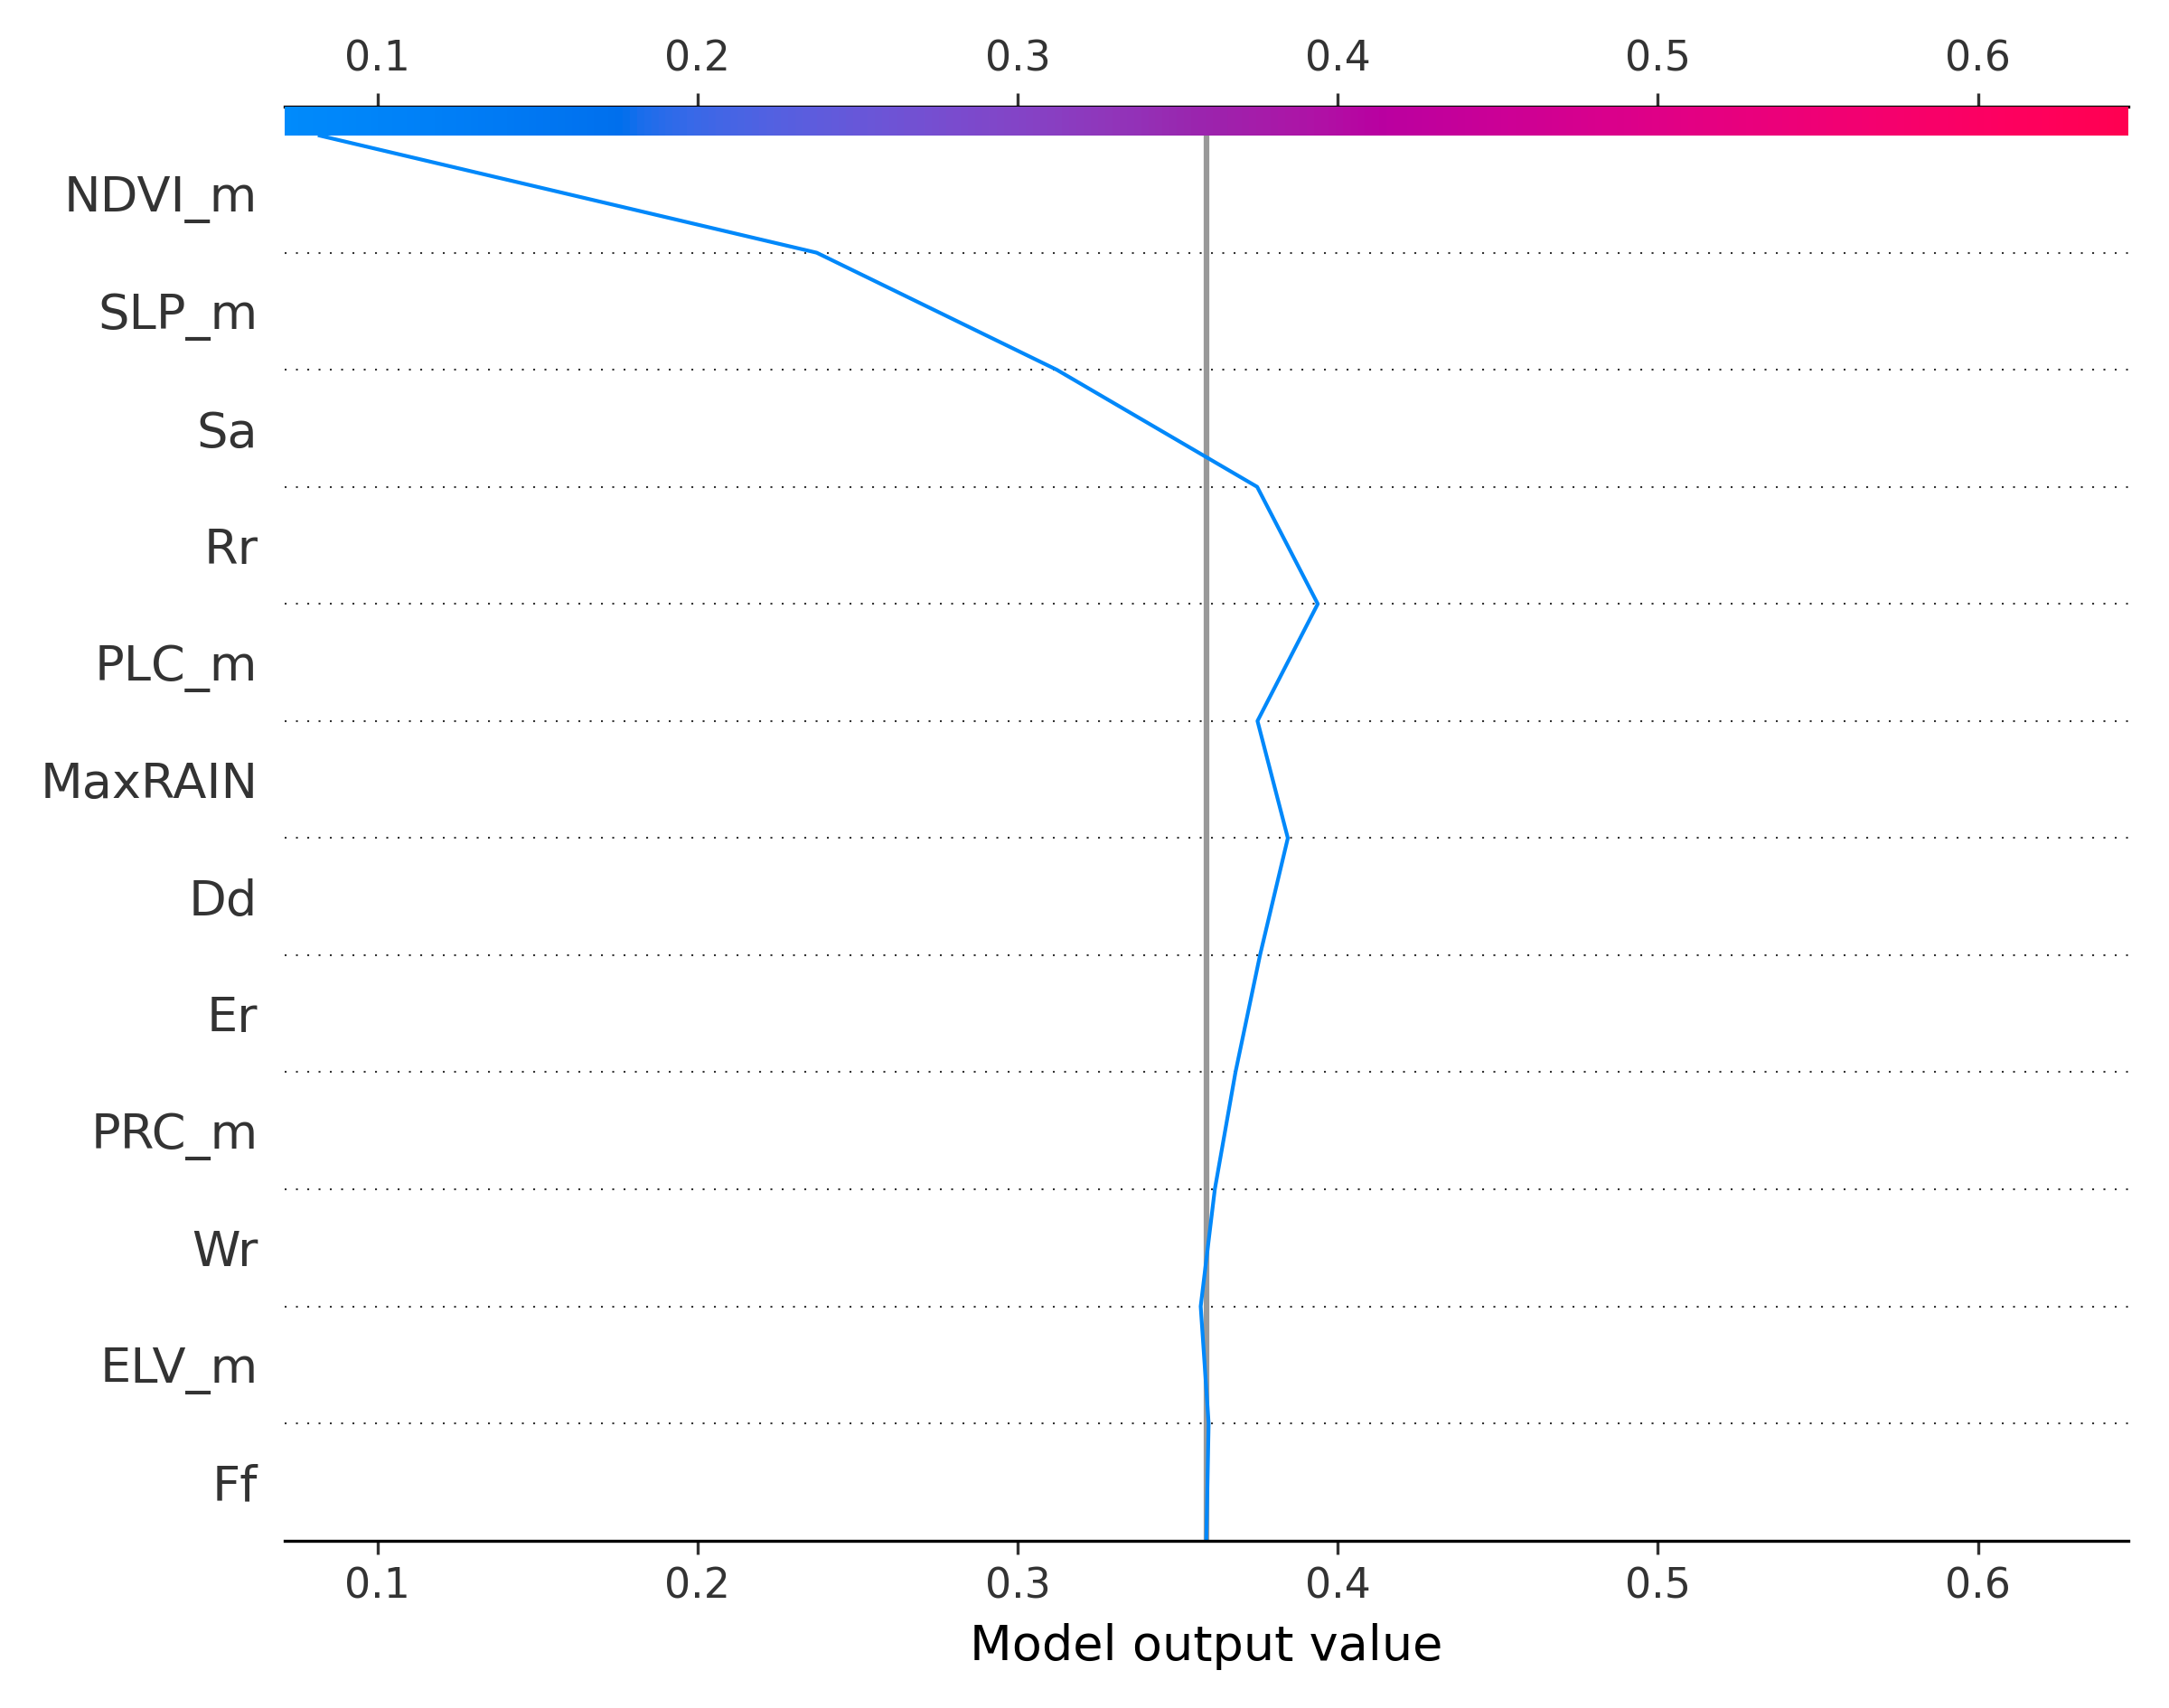 0.1 0.2 0.3 0.4 0.5 0.6
NDVI_m
SLP_m
Sa
Rr
PLC_m
MaxRAIN
Dd
Er
PRC_m
Wr
ELV_m
Ff
0.1 0.2 0.3 0.4 0.5 0.6
Model output value